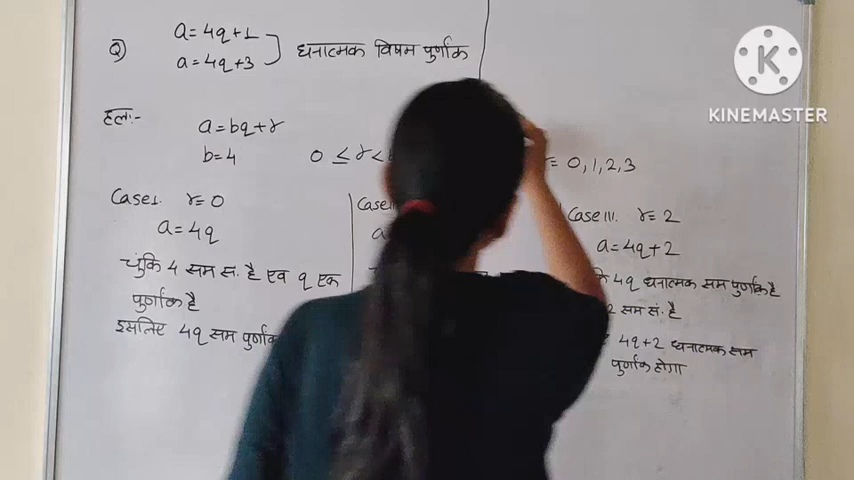 Q) a = 4q + 1
a = 4q + 3 } धनात्मक विषम पुर्णांक
हल:-
a = bq + r
b = 4 0 ≤ r < r = 0, 1, 2, 3
Case I. r = 0
a = 4q
चुंकि 4 सम सं. है एवं q एक
पुर्णांक है
इसलिए 4q सम पुर्णांक
Case II
a
Case III. r = 2
a = 4q + 2
4q धनात्मक सम पुर्णांक है
2 सम सं. है
4q + 2 धनात्मक सम
पुर्णांक होगा
K
KINEMASTER